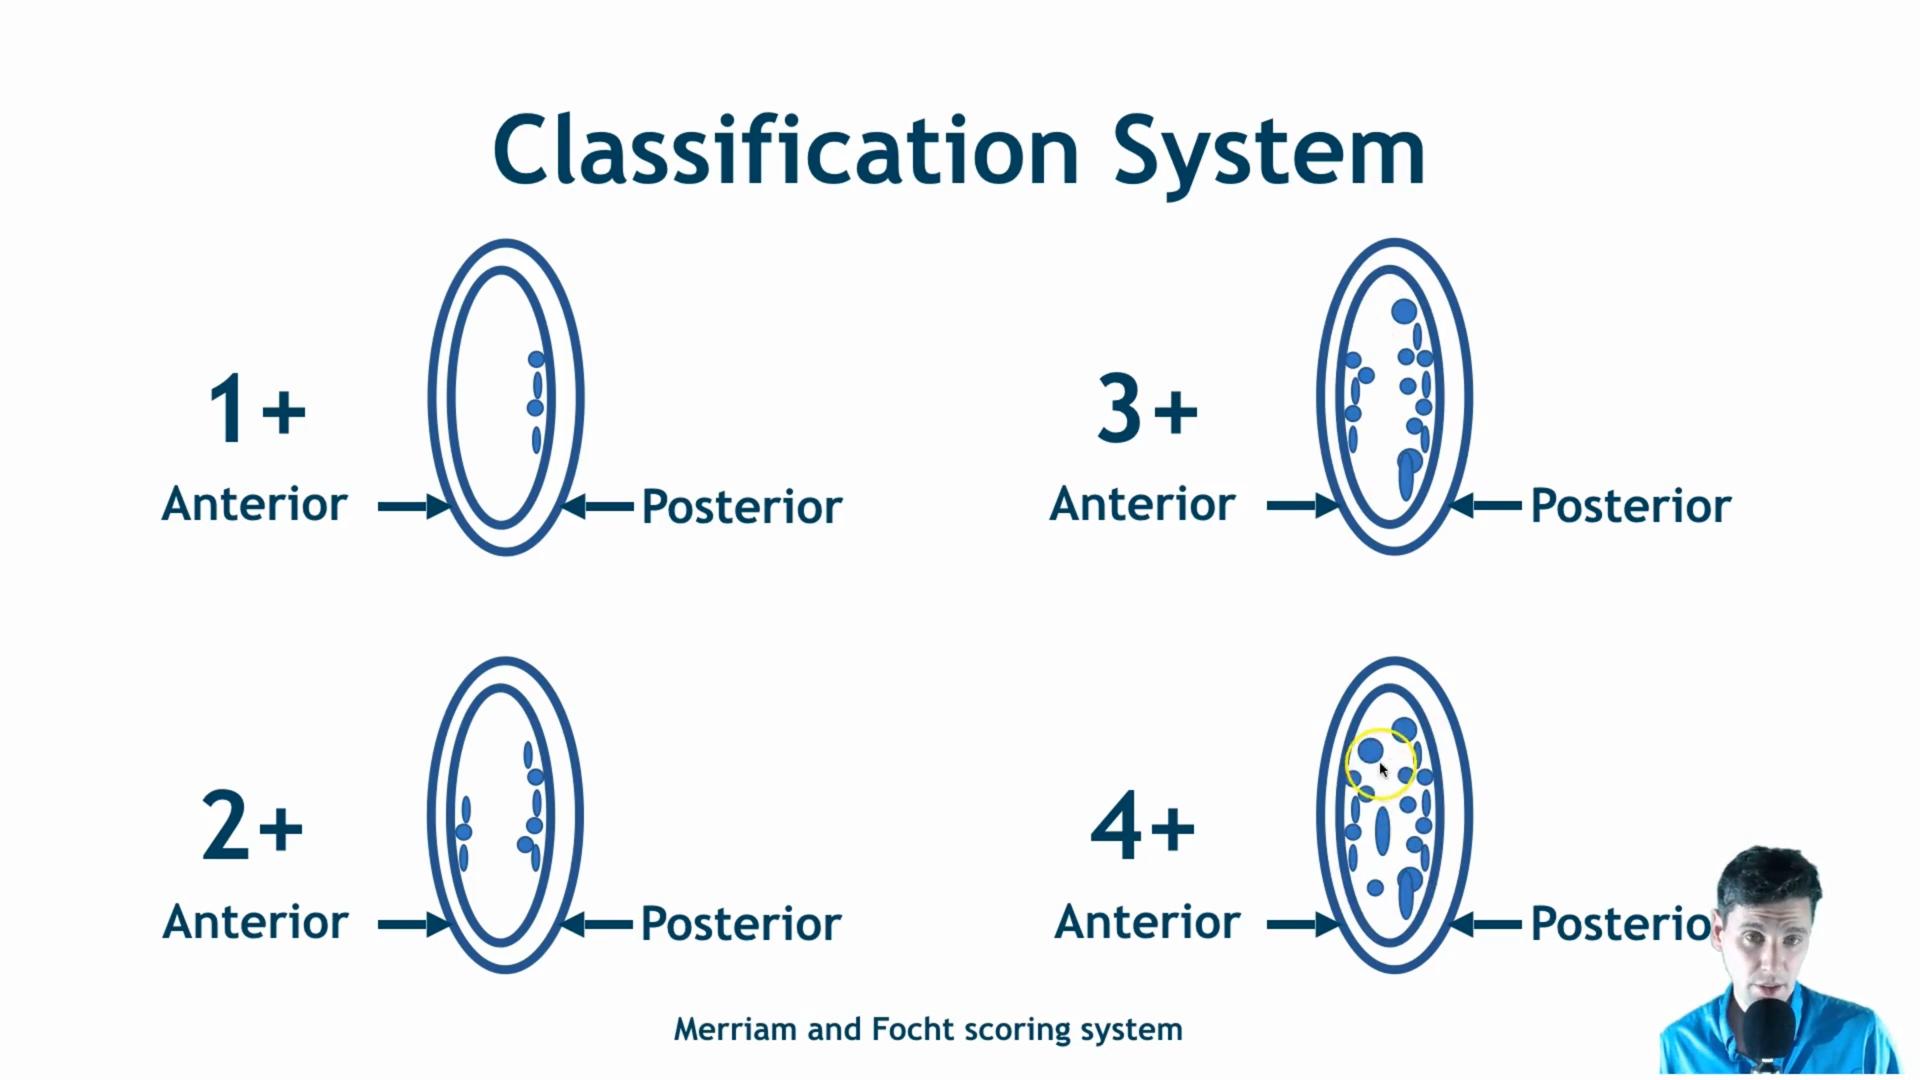 Classification System
1+
Anterior
Posterior
3+
Anterior
Posterior
2+
Anterior
Posterior
4+
Anterior
Posterio
Merriam and Focht scoring system